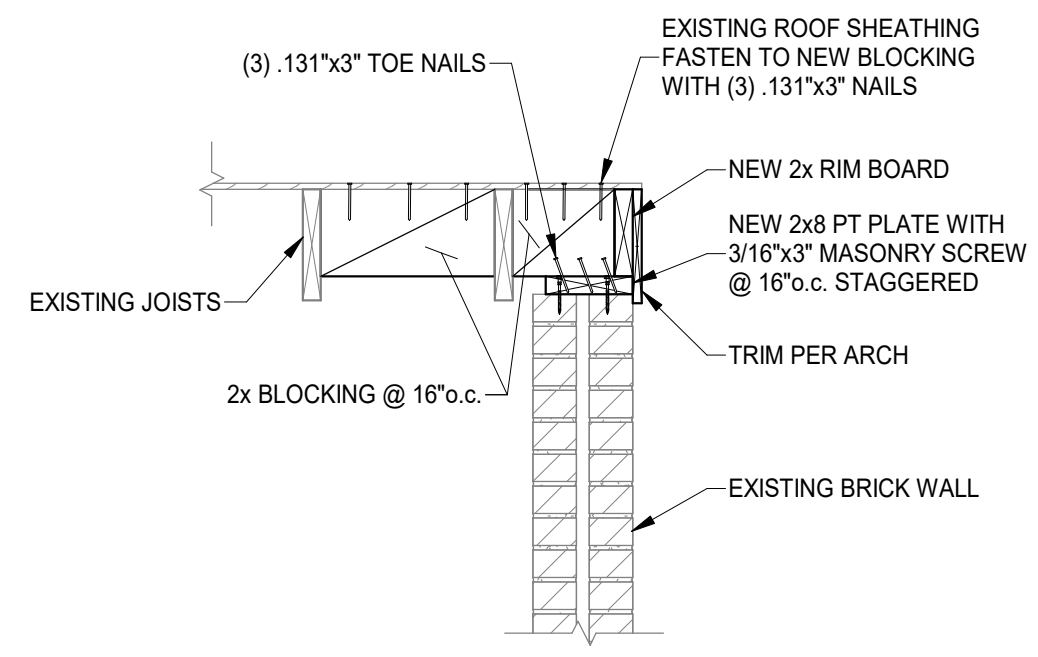 EXISTING ROOF SHEATHING
FASTEN TO NEW BLOCKING
WITH (3) .131"x3" NAILS
(3) .131"x3" TOE NAILS
NEW 2x RIM BOARD
NEW 2x8 PT PLATE WITH
3/16"x3" MASONRY SCREW
@ 16"o.c. STAGGERED
EXISTING JOISTS
TRIM PER ARCH
2x BLOCKING @ 16"o.c.
EXISTING BRICK WALL